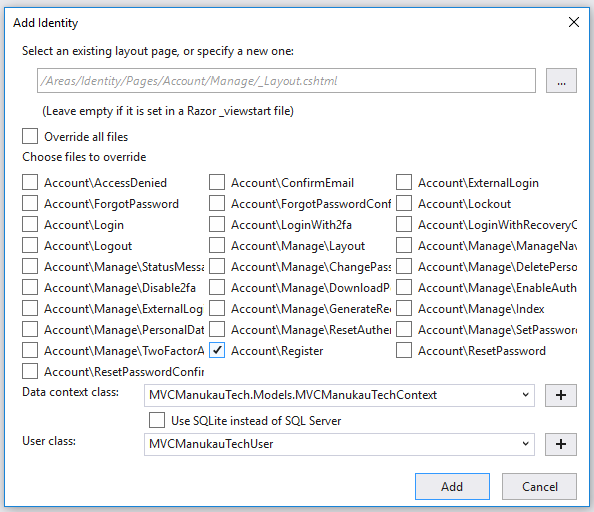 Add Identity
Select an existing layout page, or specify a new one:
/Areas/Identity/Pages/Account/Manage/_Layout.cshtml
...
(Leave empty if it is set in a Razor _viewstart file)
Override all files
Choose files to override
Account\AccessDenied Account\ConfirmEmail Account\ExternalLogin
Account\ForgotPassword Account\ForgotPasswordConf Account\Lockout
Account\Login Account\LoginWith2fa Account\LoginWithRecoveryC
Account\Logout Account\Manage\Layout Account\Manage\ManageNav
Account\Manage\StatusMessa Account\Manage\ChangePass Account\Manage\DeletePerso
Account\Manage\Disable2fa Account\Manage\DownloadP Account\Manage\EnableAuth
Account\Manage\ExternalLog Account\Manage\GenerateRec Account\Manage\Index
Account\Manage\PersonalDat Account\Manage\ResetAuther Account\Manage\SetPassword
Account\Manage\TwoFactorA Account\Register Account\ResetPassword
Account\ResetPasswordConfir
Data context class: MVCManukauTech.Models.MVCManukauTechContext +
Use SQLite instead of SQL Server
User class: MVCManukauTechUser +
Add Cancel